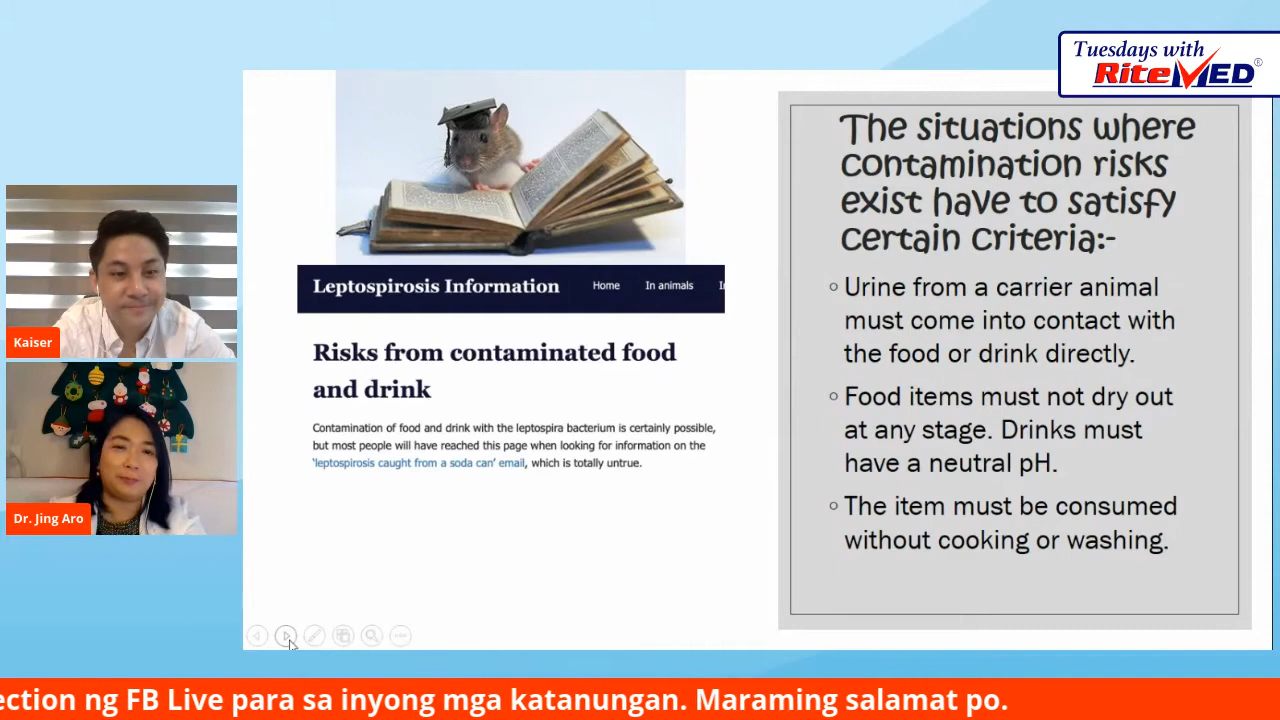 Tuesdays with
RITEMED®
Leptospirosis Information
Home
In animals
Risks from contaminated food
and drink
Contamination of food and drink with the leptospira bacterium is certainly possible,
but most people will have reached this page when looking for information on the
'leptospirosis caught from a soda can' email, which is totally untrue.
The situations where
contamination risks
exist have to satisfy
certain criteria:-
Urine from a carrier animal
must come into contact with
the food or drink directly.
Food items must not dry out
at any stage. Drinks must
have a neutral pH.
The item must be consumed
without cooking or washing.
Kaiser
Dr. Jing Aro
ection ng FB Live para sa inyong mga katanungan. Maraming salamat po.